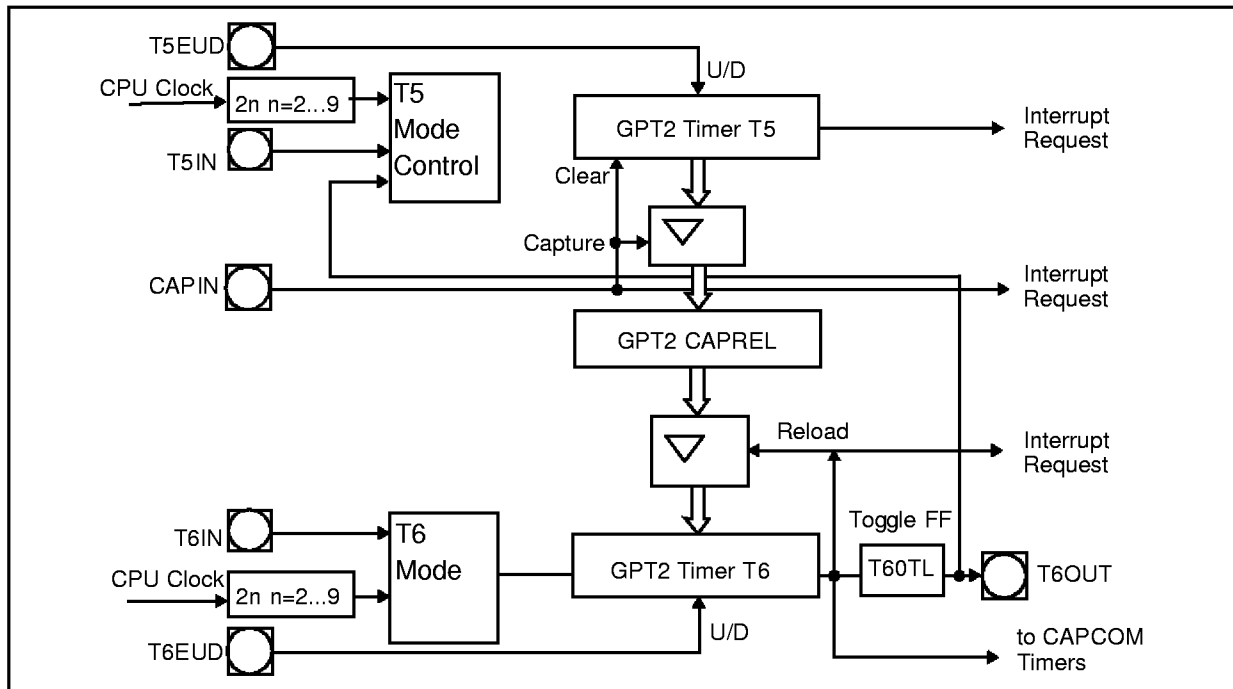 T5EUD
U/D
CPU Clock
2n n=2...9
T5
Mode
Control
GPT2 Timer T5
Interrupt
Request
T5IN
Clear
Capture
CAPIN
Interrupt
Request
GPT2 CAPREL
Reload
Interrupt
Request
T6IN
T6
Mode
Toggle FF
GPT2 Timer T6
T60TL
T6OUT
CPU Clock
2n n=2...9
U/D
T6EUD
to CAPCOM
Timers